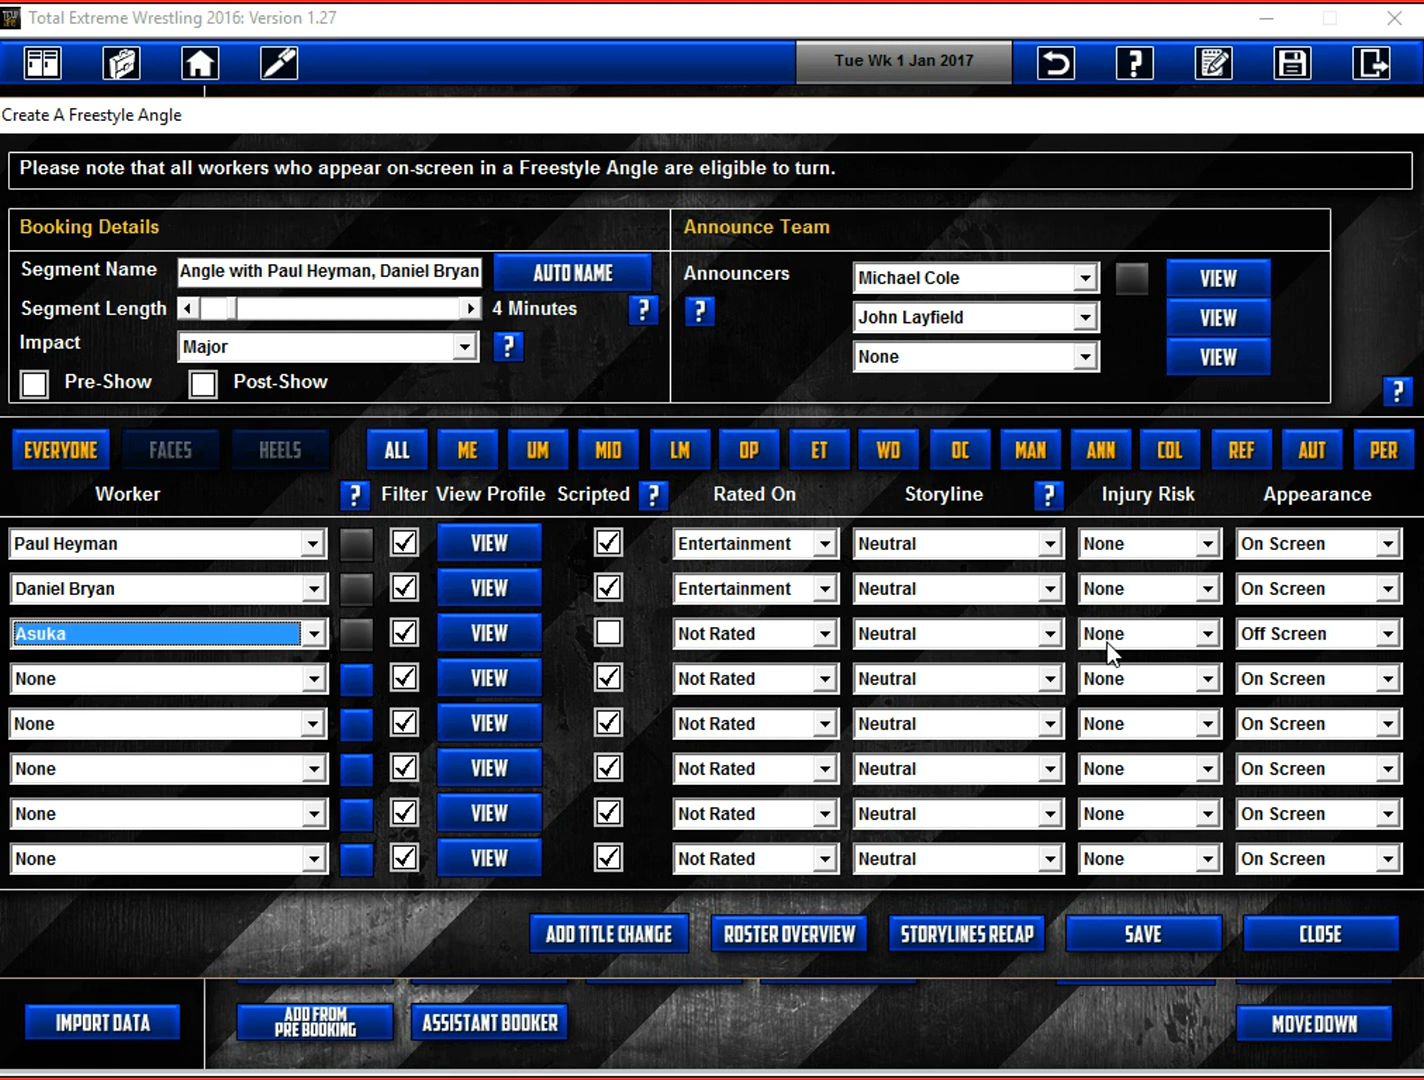 Total Extreme Wrestling 2016: Version 1.27
Tue Wk 1 Jan 2017
Create A Freestyle Angle
Please note that all workers who appear on-screen in a Freestyle Angle are eligible to turn.
Booking Details
Segment Name Angle with Paul Heyman, Daniel Bryan AUTO NAME
Segment Length 4 Minutes ?
Impact Major ?
Pre-Show Post-Show
Announce Team
Announcers Michael Cole VIEW
? John Layfield VIEW
None VIEW
?
EVERYONE FACES HEELS ALL ME UM MID LM OP ET WO OC MAN ANN COL REF AUT PER
Worker ? Filter View Profile Scripted ? Rated On Storyline ? Injury Risk Appearance
Paul Heyman VIEW Entertainment Neutral None On Screen
Daniel Bryan VIEW Entertainment Neutral None On Screen
Asuka VIEW Not Rated Neutral None Off Screen
None VIEW Not Rated Neutral None On Screen
None VIEW Not Rated Neutral None On Screen
None VIEW Not Rated Neutral None On Screen
None VIEW Not Rated Neutral None On Screen
None VIEW Not Rated Neutral None On Screen
ADD TITLE CHANGE ROSTER OVERVIEW STORYLINES RECAP SAVE CLOSE
IMPORT DATA ADD FROM PRE BOOKING ASSISTANT BOOKER MOVE DOWN